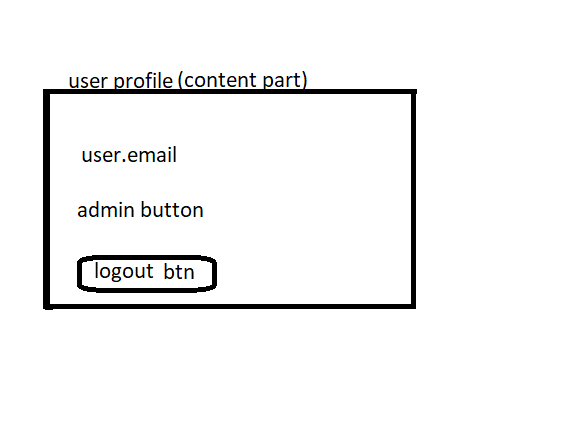 user profile (content part)
user.email
admin button
logout btn